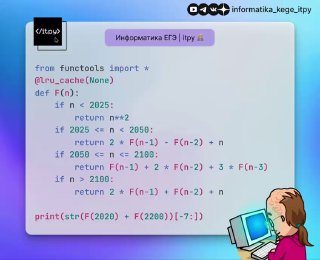 informatika_kege_itpy
</itpy>
Информатика ЕГЭ | itpy
from functools import *
@lru_cache(None)
def F(n):
    if n < 2025:
        return n**2
    if 2025 <= n < 2050:
        return 2 * F(n-1) - F(n-2) + n
    if 2050 <= n <= 2100:
        return F(n-1) + 2 * F(n-2) + 3 * F(n-3)
    if n > 2100:
        return 2 * F(n-1) + F(n-2) + n
print(str(F(2020) + F(2200))[-7:])